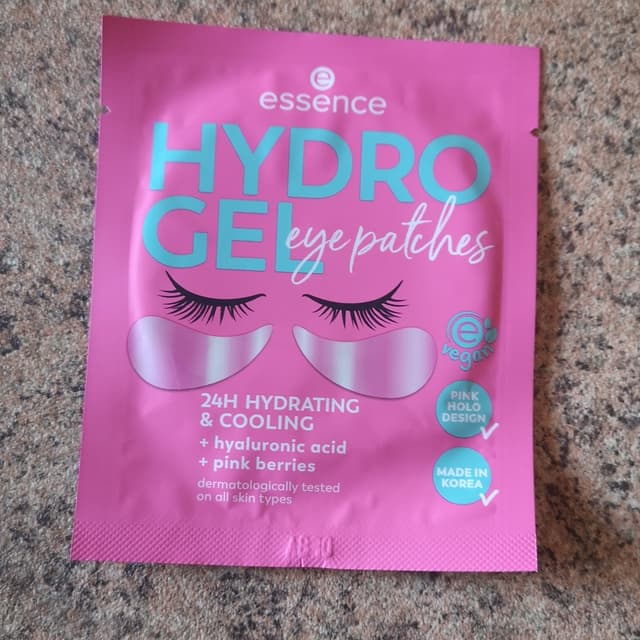 e
essence
HYDRO
GEL eye patches
e
vegan
24H HYDRATING
& COOLING
+ hyaluronic acid
+ pink berries
dermatologically tested
on all skin types
PINK
HOLO
DESIGN
MADE IN
KOREA